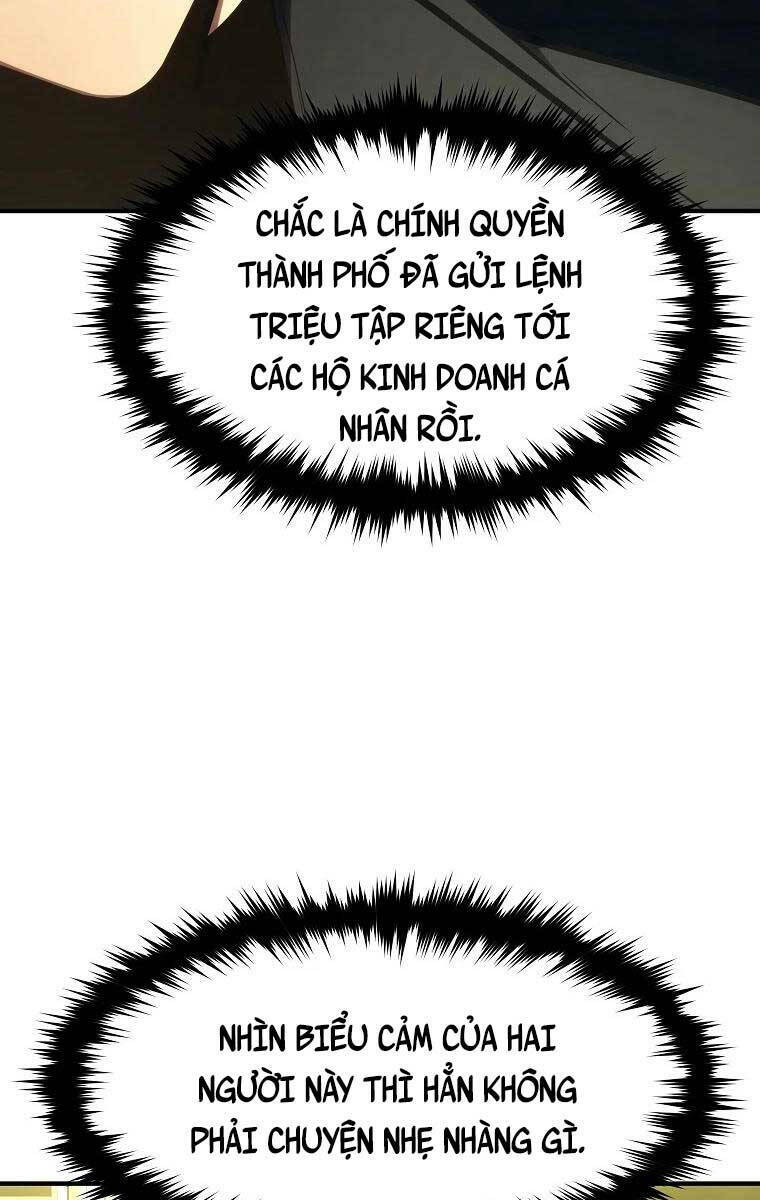 CHẮC LÀ CHÍNH QUYỀN
THÀNH PHỐ ĐÃ GỬI LỆNH
TRIỆU TẬP RIÊNG TỚI
CÁC HỘ KINH DOANH CÁ
NHÂN RỒI.
NHÌN BIỂU CẢM CỦA HAI
NGƯỜI NÀY THÌ HẲN KHÔNG
PHẢI CHUYỆN NHẸ NHÀNG GÌ.